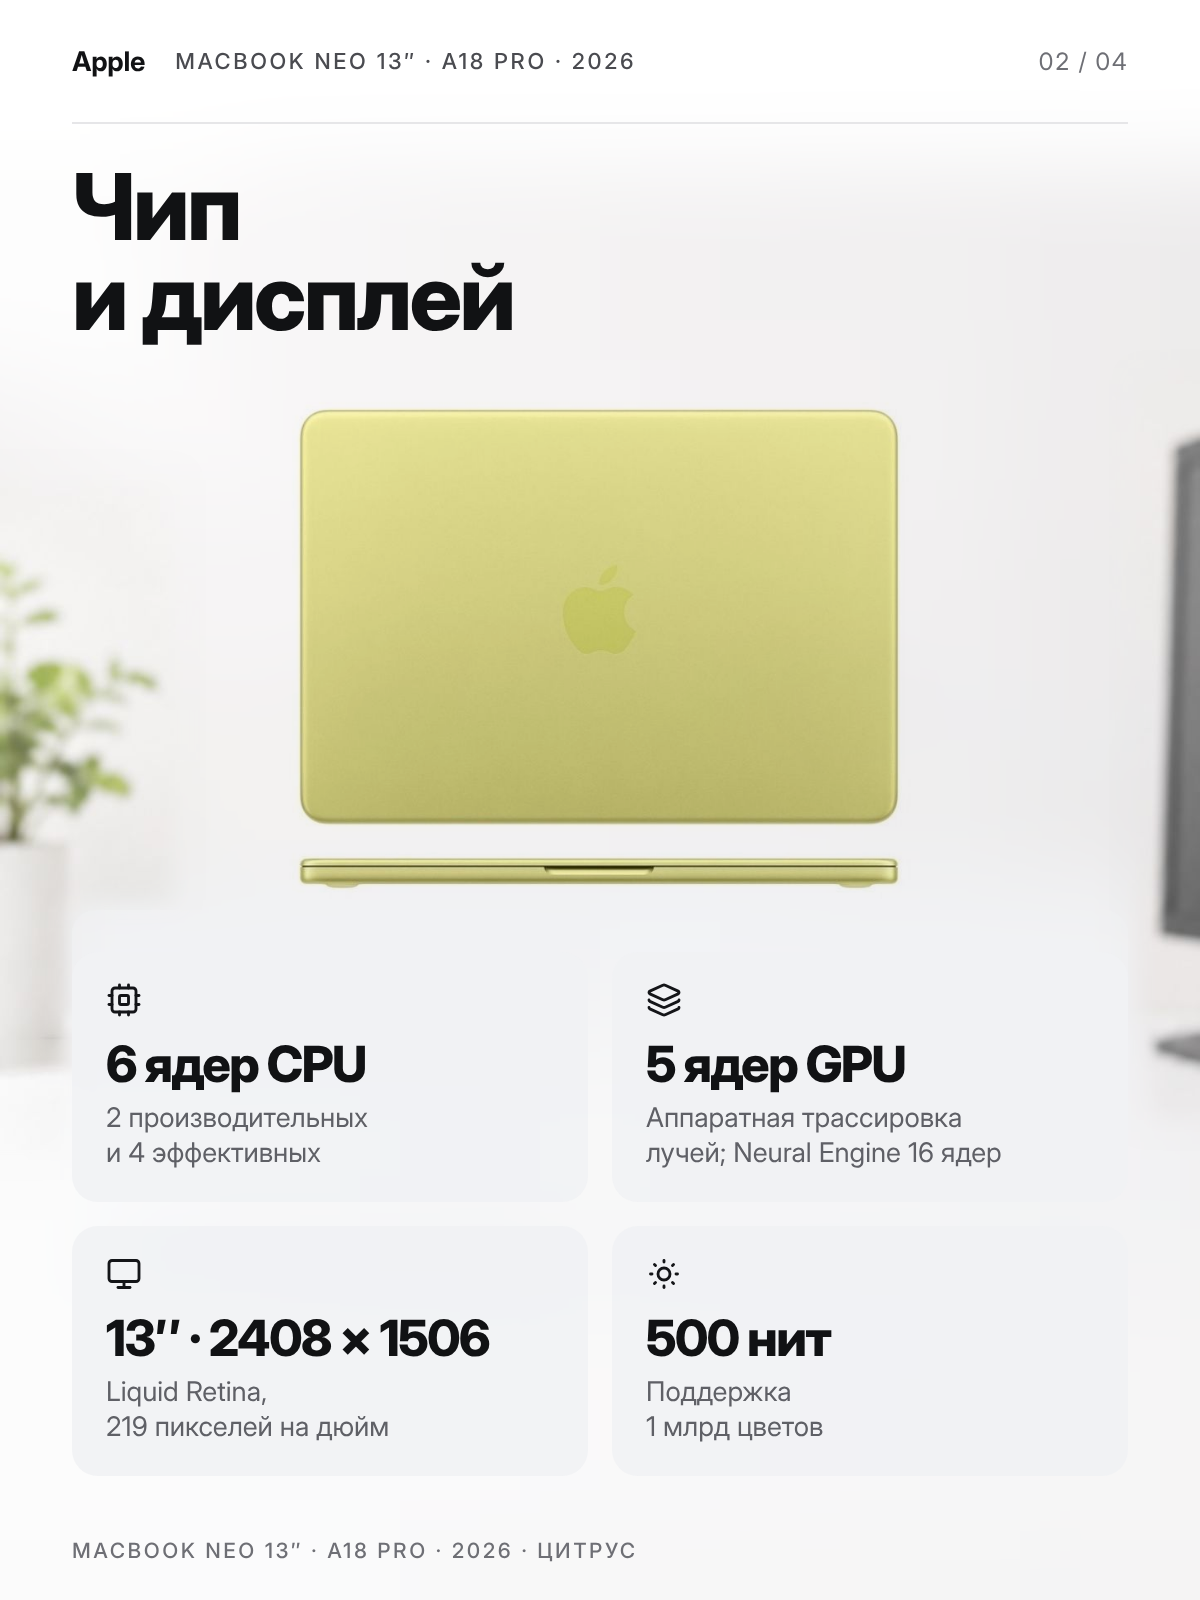 Apple MACBOOK NEO 13″ · A18 PRO · 2026 02 / 04
Чип
и дисплей
6 ядер CPU
2 производительных
и 4 эффективных
5 ядер GPU
Аппаратная трассировка
лучей; Neural Engine 16 ядер
13″ · 2408 × 1506
Liquid Retina,
219 пикселей на дюйм
500 нит
Поддержка
1 млрд цветов
MACBOOK NEO 13″ · A18 PRO · 2026 · ЦИТРУС